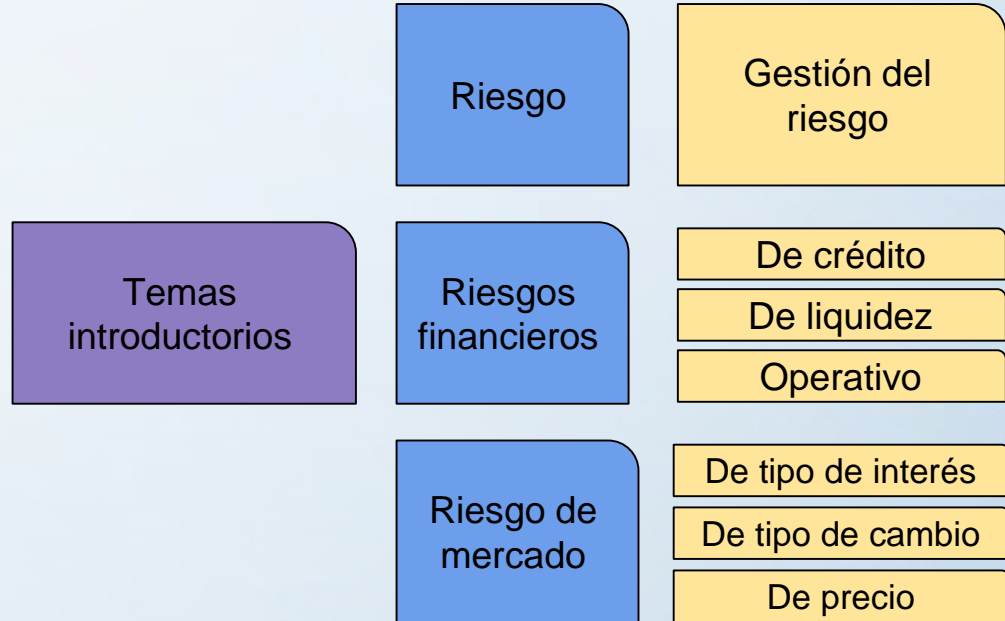 Riesgo
Gestión del
riesgo
Temas
introductorios
Riesgos
financieros
De crédito
De liquidez
Operativo
Riesgo de
mercado
De tipo de interés
De tipo de cambio
De precio